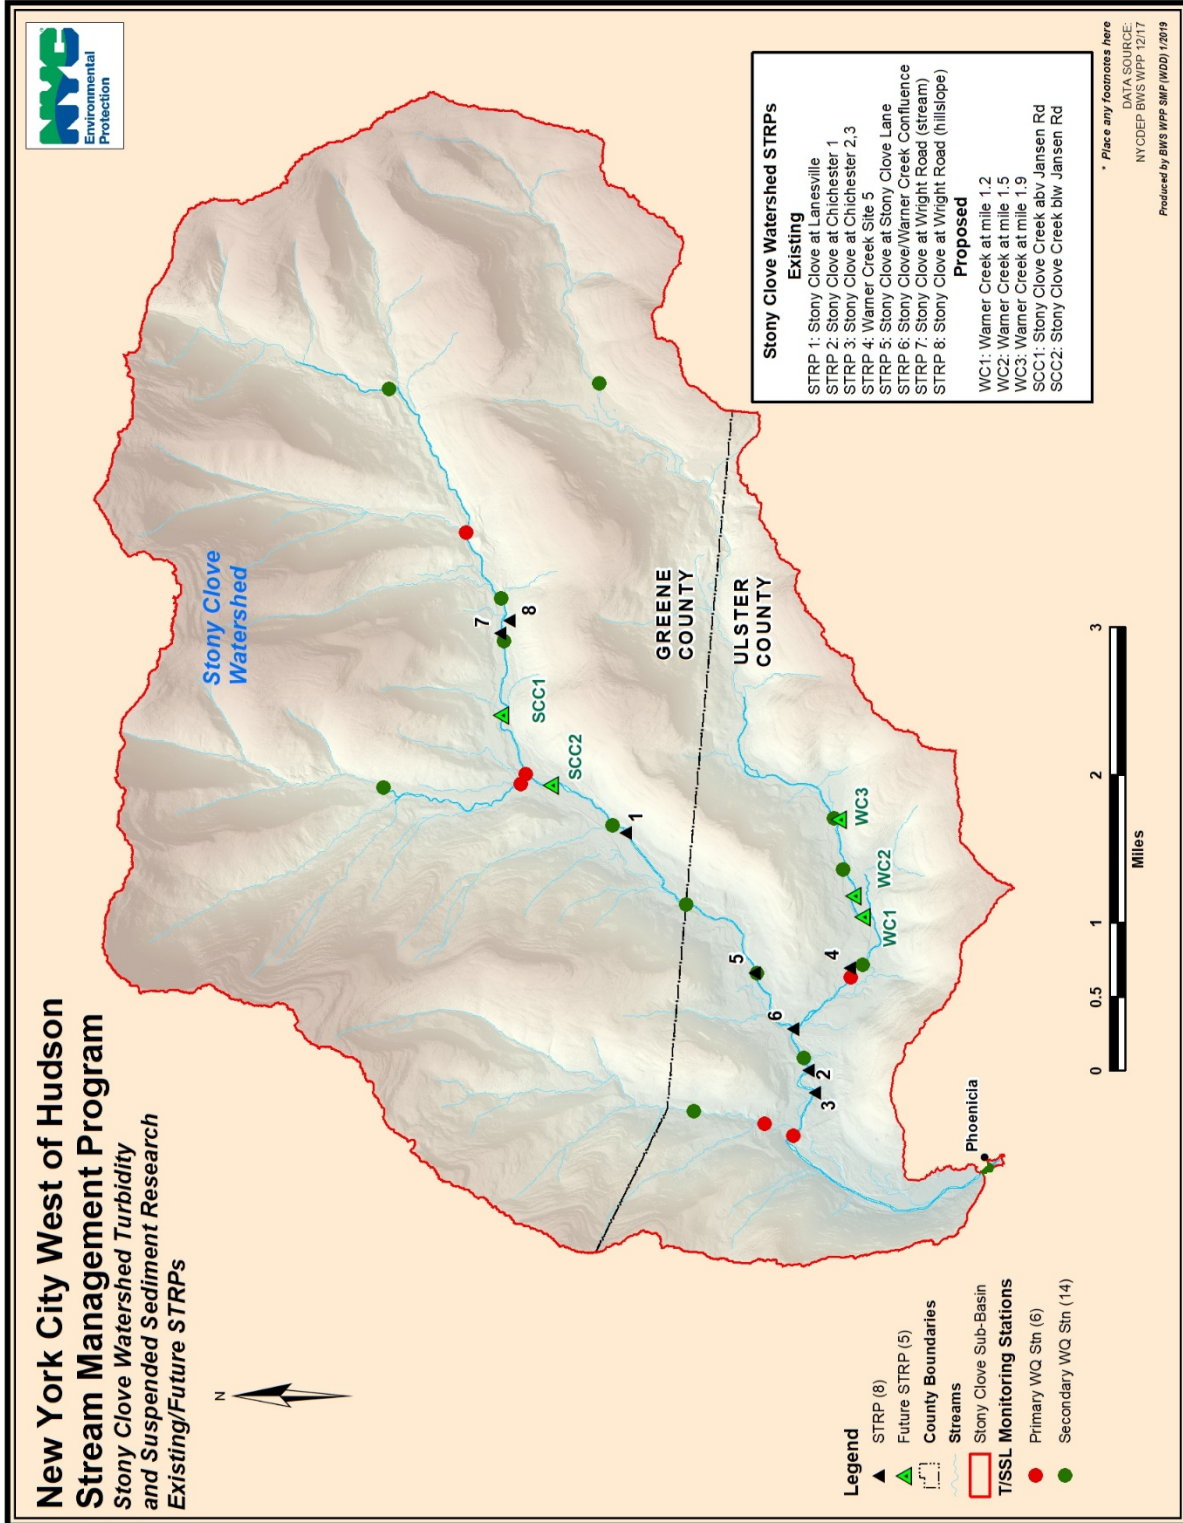 New York City West of Hudson
Stream Management Program
Stony Clove Watershed Turbidity
and Suspended Sediment Research
Existing/Future STRPs
NYC
Environmental
Protection
N
Stony Clove
Watershed
7
8
SCC1
SCC2
1
GREENE
COUNTY
ULSTER
COUNTY
5
6
4
2
3
WC3
WC2
WC1
Phoenicia
Legend
STRP (8)
Future STRP (5)
County Boundaries
Streams
Stony Clove Sub-Basin
T/SSL Monitoring Stations
Primary WQ Stn (6)
Secondary WQ Stn (14)
0 0.5 1 2 3
Miles
Stony Clove Watershed STRPs
Existing
STRP 1: Stony Clove at Lanesville
STRP 2: Stony Clove at Chichester 1
STRP 3: Stony Clove at Chichester 2,3
STRP 4: Warner Creek Site 5
STRP 5: Stony Clove at Stony Clove Lane
STRP 6: Stony Clove/Warner Creek Confluence
STRP 7: Stony Clove at Wright Road (stream)
STRP 8: Stony Clove at Wright Road (hillslope)
Proposed
WC1: Warner Creek at mile 1.2
WC2: Warner Creek at mile 1.5
WC3: Warner Creek at mile 1.9
SCC1: Stony Clove Creek abv Jansen Rd
SCC2: Stony Clove Creek blw Jansen Rd
* Place any footnotes here
DATA SOURCE:
NYCDEP BWS WPP 12/17
Produced by BWS WPP SMP (WDD) 1/2019